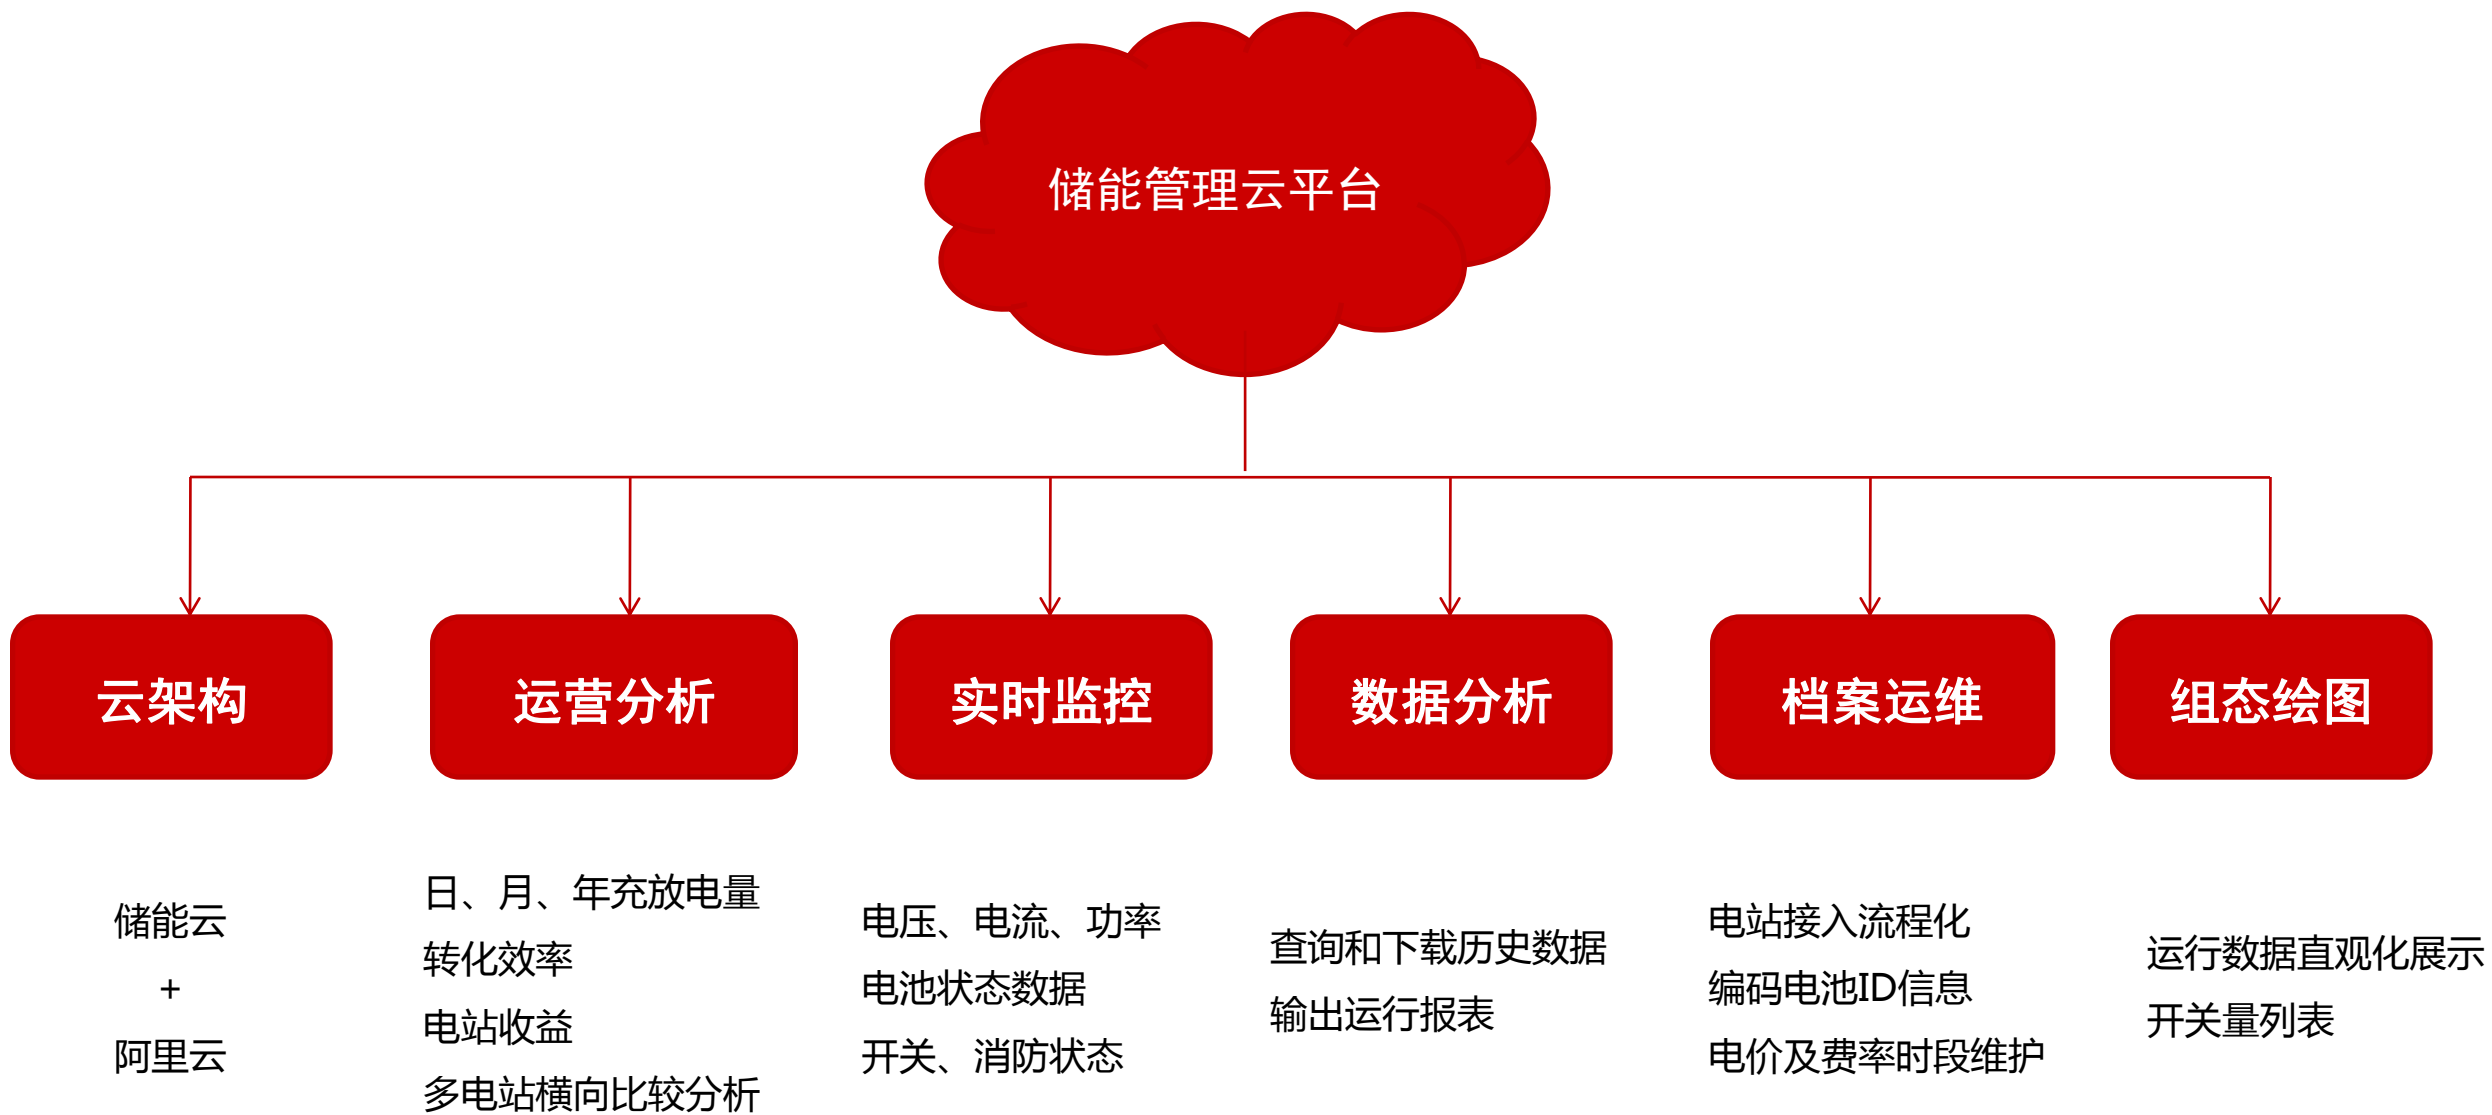 储能管理云平台
云架构
运营分析
实时监控
数据分析
档案运维
组态绘图
储能云
+
阿里云
日、月、年充放电量
转化效率
电站收益
多电站横向比较分析
电压、电流、功率
电池状态数据
开关、消防状态
查询和下载历史数据
输出运行报表
电站接入流程化
编码电池ID信息
电价及费率时段维护
运行数据直观化展示
开关量列表